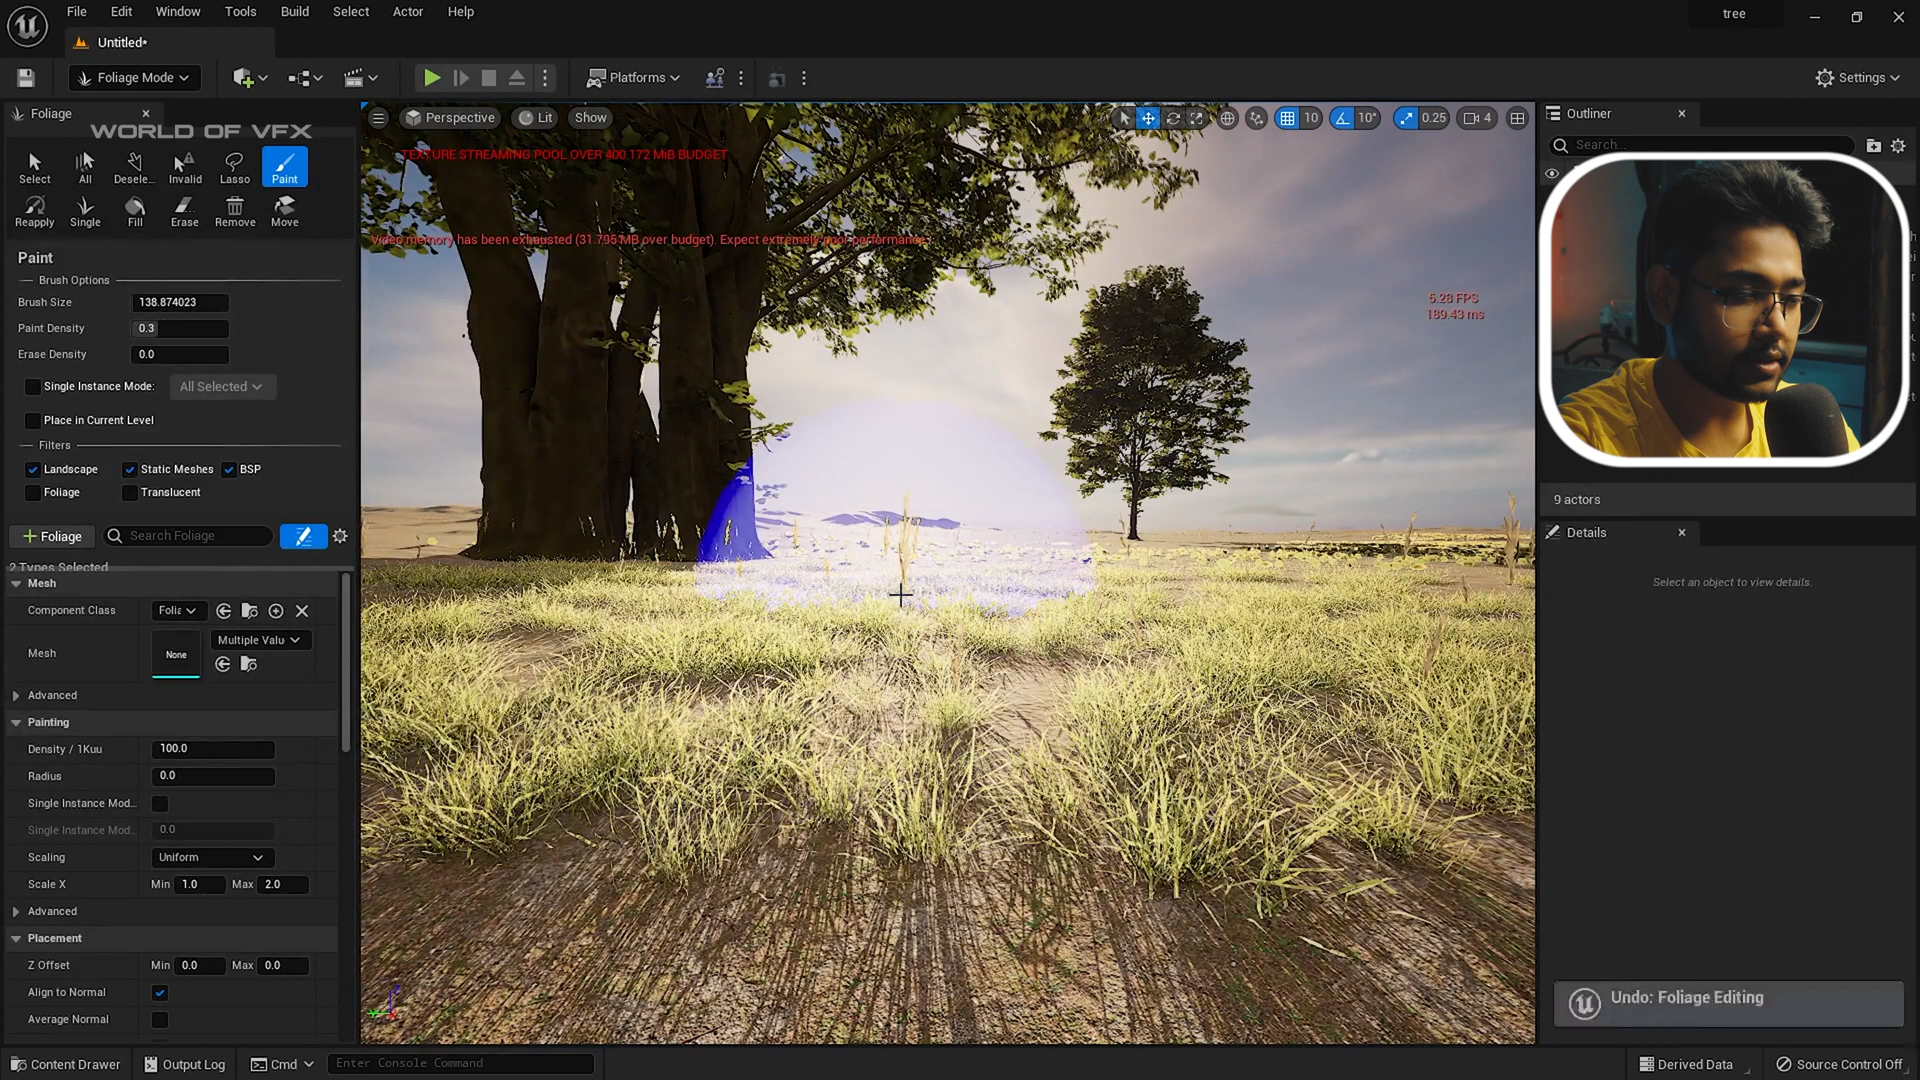 File Edit Window Tools Build Select Actor Help
tree
Untitled*
Foliage Mode
Platforms
Settings
Foliage
WORLD OF VFX
Perspective Lit Show
10 10° 0.25 4
Outliner
Search...
TEXTURE STREAMING POOL OVER 400.172 MiB BUDGET
Select All Desele... Invalid Lasso Paint
Reapply Single Fill Erase Remove Move
Video memory has been exhausted (31.795 MB over budget). Expect extremely poor performance.
Paint
Brush Options
Brush Size 138.874023
5.28 FPS
189.43 ms
Paint Density 0.3
Erase Density 0.0
Single Instance Mode: All Selected
Place in Current Level
Filters
Landscape Static Meshes BSP
Foliage Translucent
9 actors
Foliage Search Foliage
Details
2 Types Selected
Mesh
Select an object to view details.
Component Class Folia
Mesh None Multiple Valu
Advanced
Painting
Density / 1Kuu 100.0
Radius 0.0
Single Instance Mod...
Single Instance Mod... 0.0
Scaling Uniform
Scale X Min 1.0 Max 2.0
Advanced
Placement
Z Offset Min 0.0 Max 0.0
Align to Normal
Undo: Foliage Editing
Average Normal
Content Drawer Output Log Cmd Enter Console Command
Derived Data Source Control Off